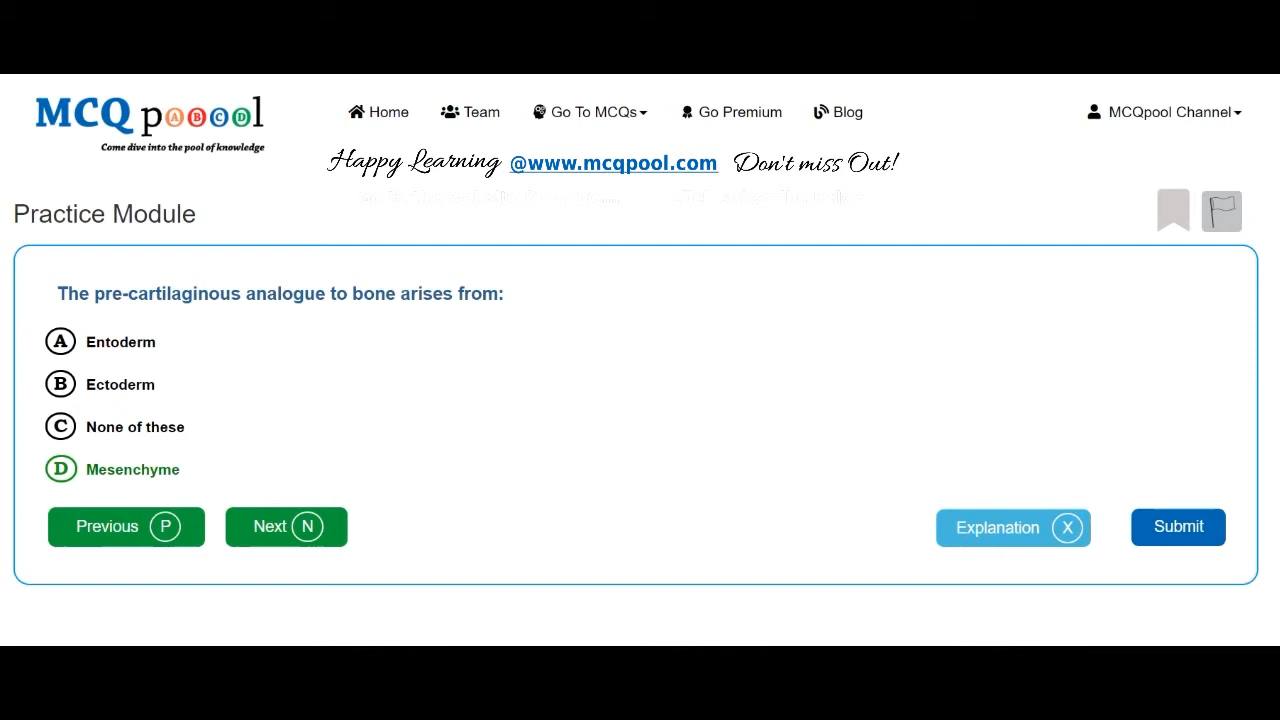 MCQ pABCDl
Come dive into the pool of knowledge
Home Team Go To MCQs Go Premium Blog MCQpool Channel
Happy Learning @www.mcqpool.com Don't miss Out!
Practice Module
The pre-cartilaginous analogue to bone arises from:
A Entoderm
B Ectoderm
C None of these
D Mesenchyme
Previous P Next N Explanation X Submit